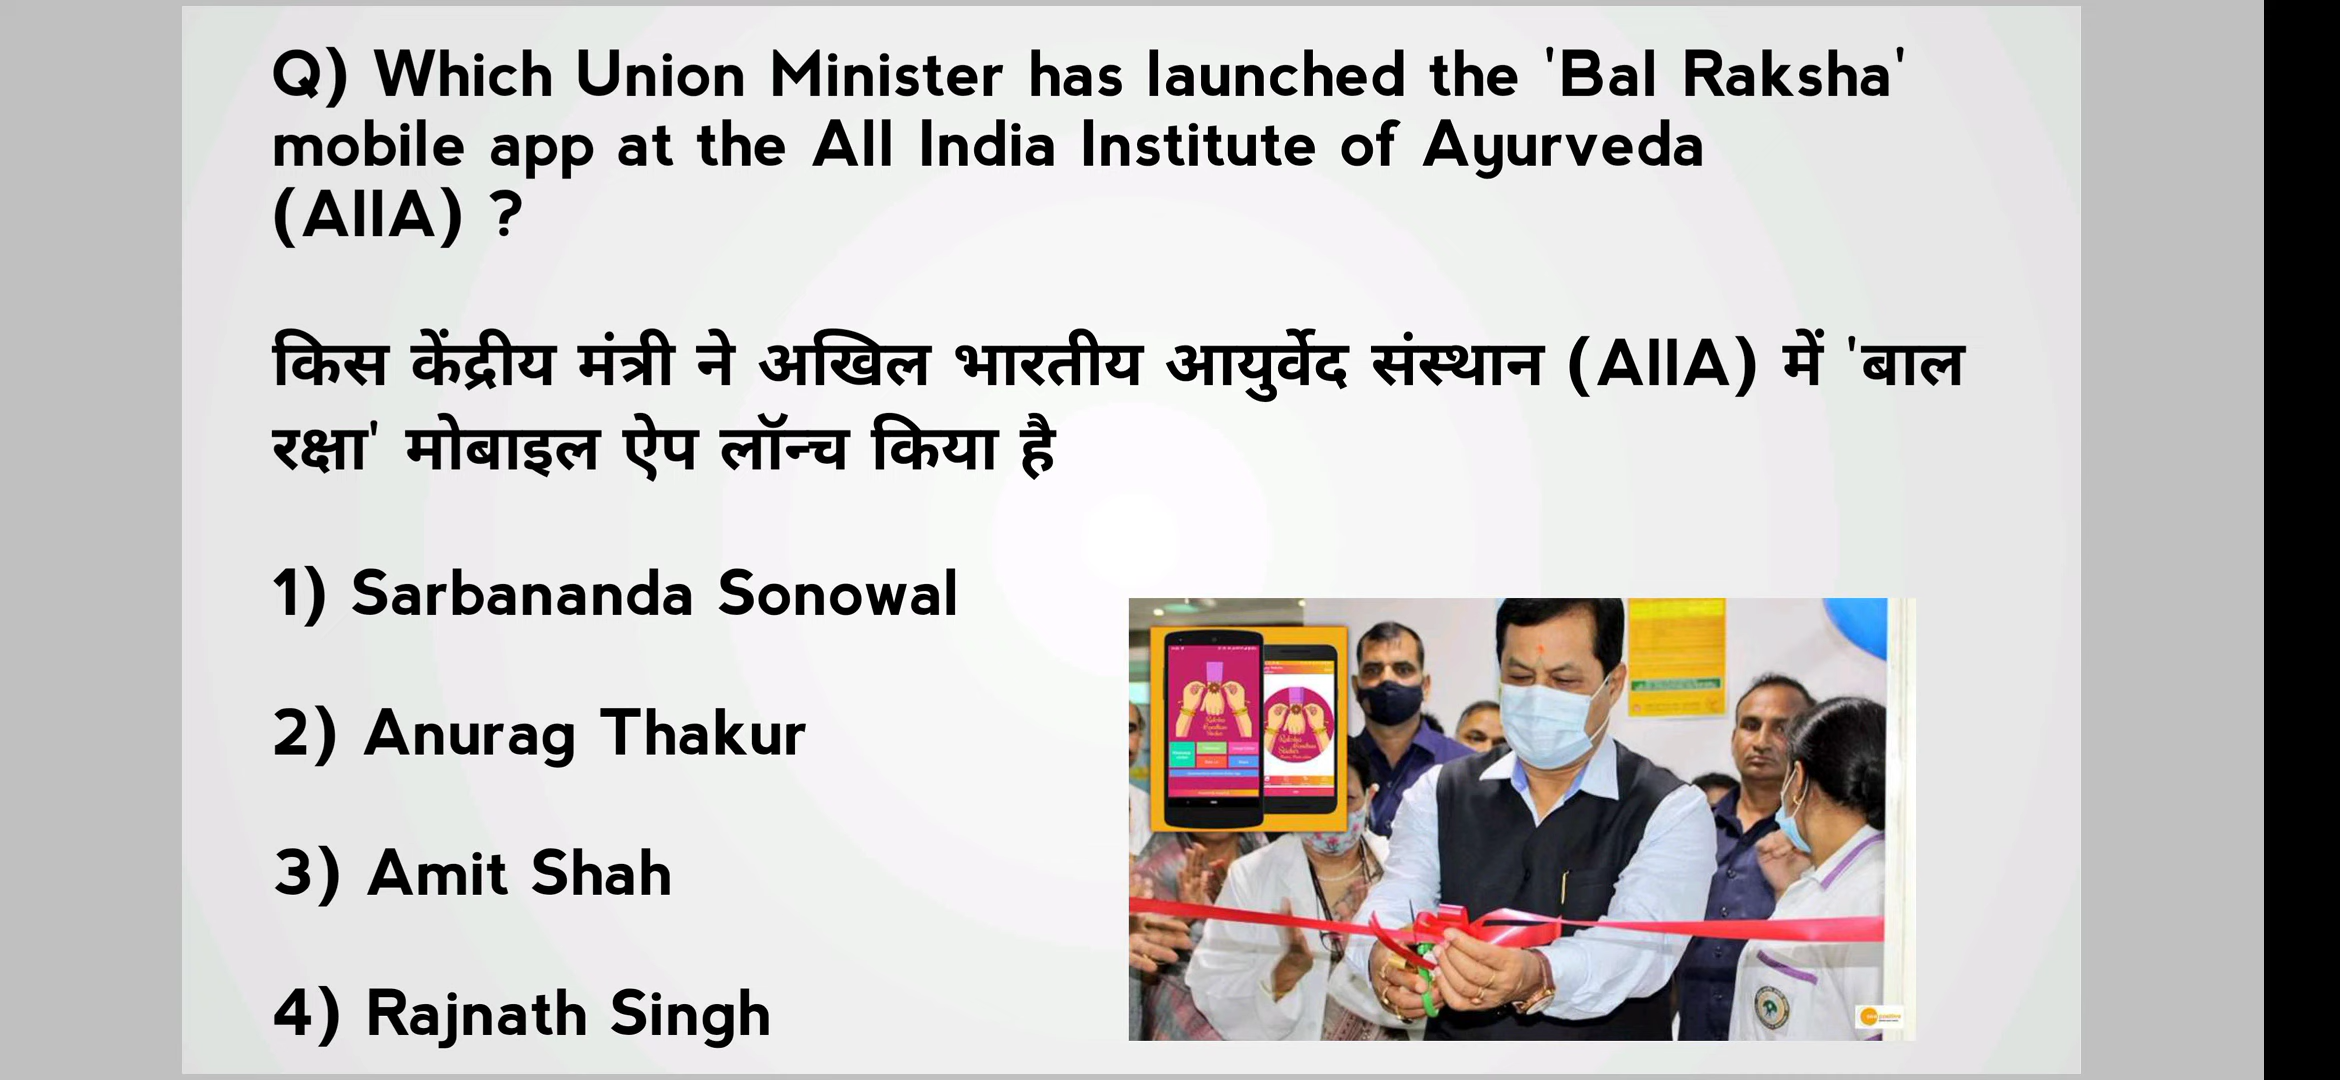 Q) Which Union Minister has launched the 'Bal Raksha'
mobile app at the All India Institute of Ayurveda
(AIIA) ?
किस केंद्रीय मंत्री ने अखिल भारतीय आयुर्वेद संस्थान (AIIA) में 'बाल
रक्षा' मोबाइल ऐप लॉन्च किया है
1) Sarbananda Sonowal
2) Anurag Thakur
3) Amit Shah
4) Rajnath Singh